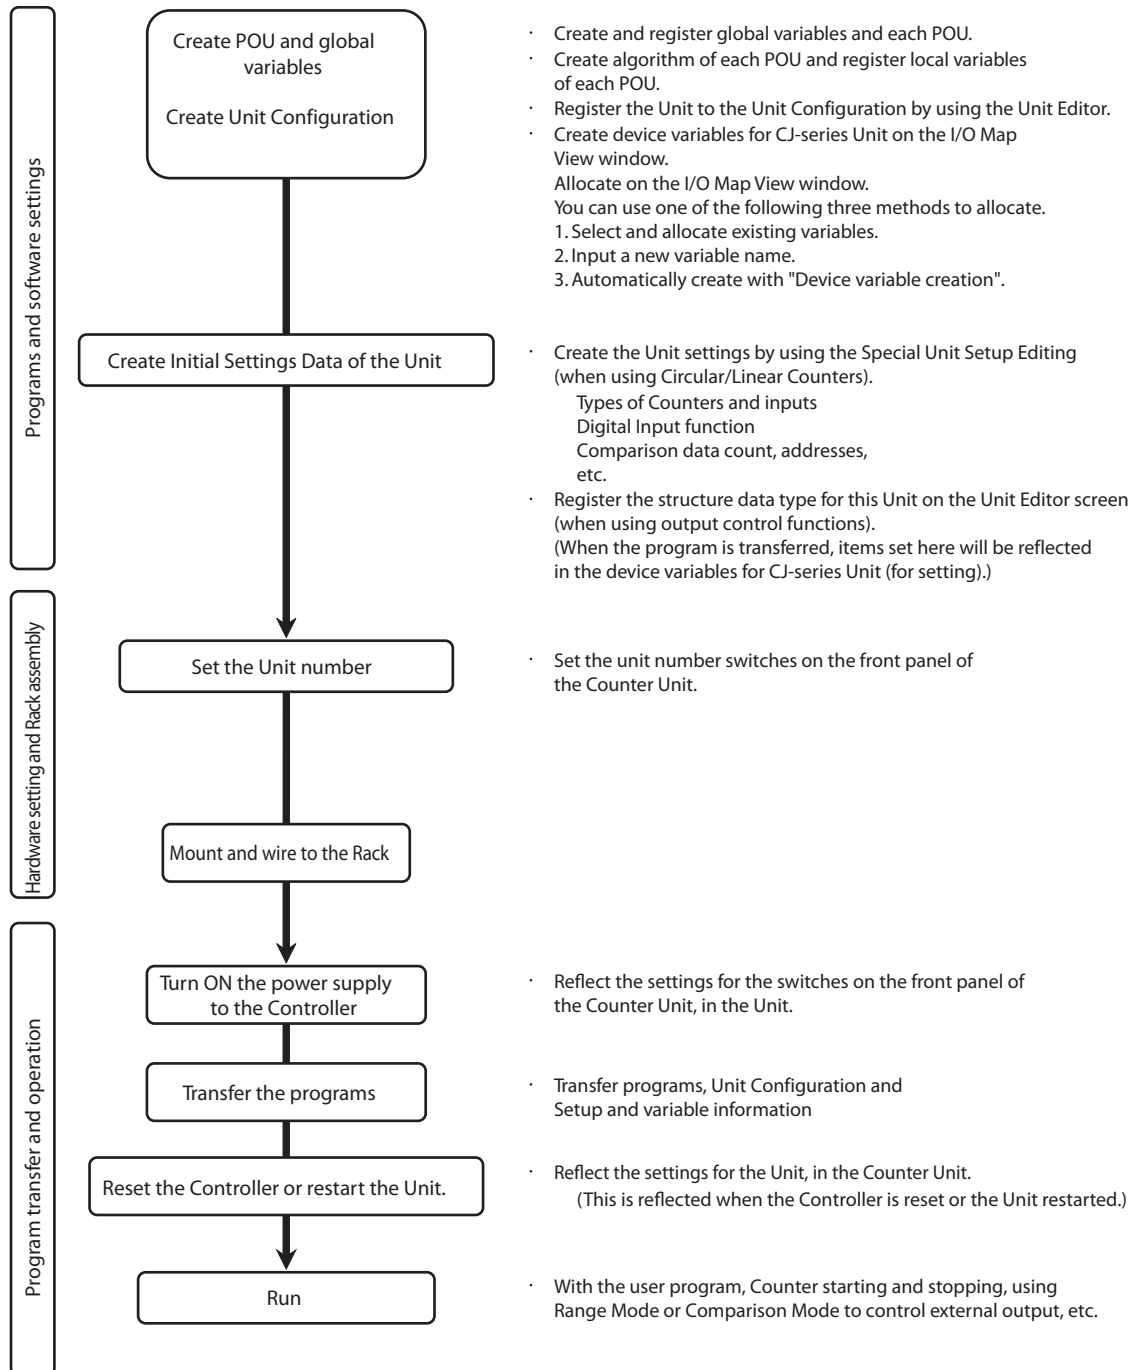 Programs and software settings
Create POU and global
variables
Create Unit Configuration
· Create and register global variables and each POU.
· Create algorithm of each POU and register local variables
of each POU.
· Register the Unit to the Unit Configuration by using the Unit Editor.
· Create device variables for CJ-series Unit on the I/O Map
View window.
Allocate on the I/O Map View window.
You can use one of the following three methods to allocate.
1. Select and allocate existing variables.
2. Input a new variable name.
3. Automatically create with "Device variable creation".
Create Initial Settings Data of the Unit
· Create the Unit settings by using the Special Unit Setup Editing
(when using Circular/Linear Counters).
Types of Counters and inputs
Digital Input function
Comparison data count, addresses,
etc.
· Register the structure data type for this Unit on the Unit Editor screen
(when using output control functions).
(When the program is transferred, items set here will be reflected
in the device variables for CJ-series Unit (for setting).)
Hardware setting and Rack assembly
Set the Unit number
· Set the unit number switches on the front panel of
the Counter Unit.
Mount and wire to the Rack
Program transfer and operation
Turn ON the power supply
to the Controller
· Reflect the settings for the switches on the front panel of
the Counter Unit, in the Unit.
Transfer the programs
· Transfer programs, Unit Configuration and
Setup and variable information
Reset the Controller or restart the Unit.
· Reflect the settings for the Unit, in the Counter Unit.
(This is reflected when the Controller is reset or the Unit restarted.)
Run
· With the user program, Counter starting and stopping, using
Range Mode or Comparison Mode to control external output, etc.